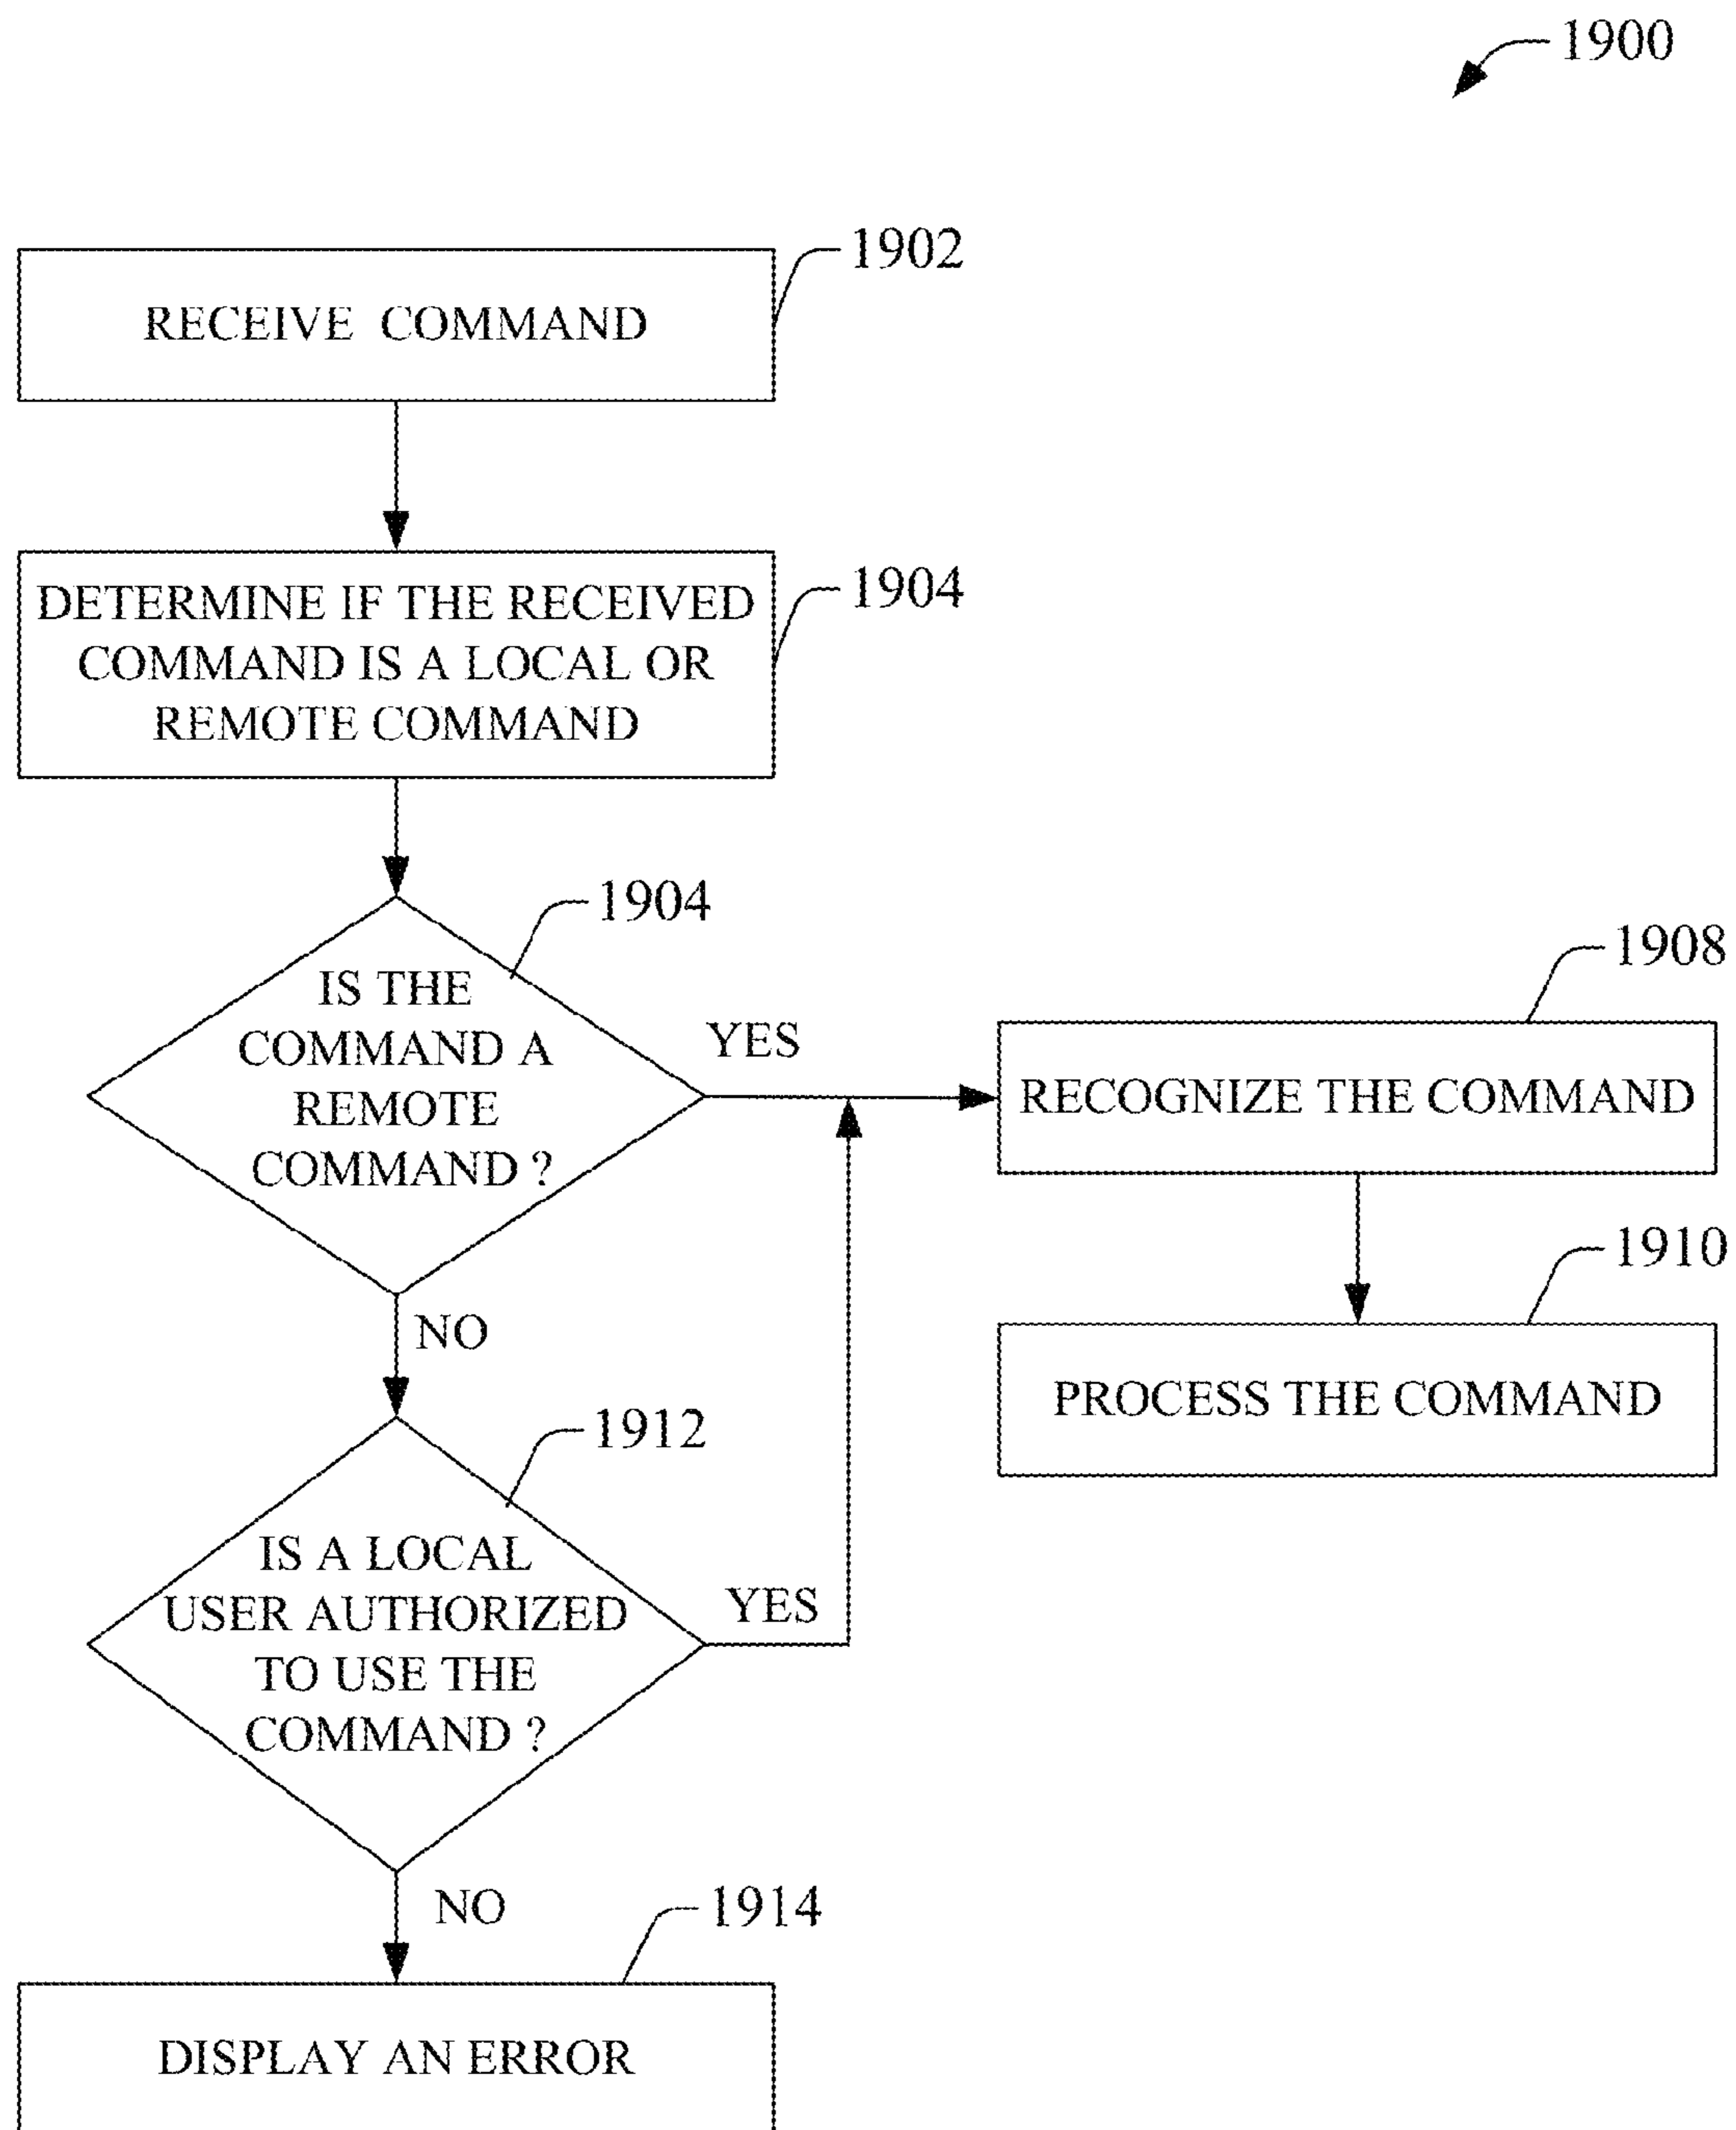 1900
1902
RECEIVE COMMAND
1904
DETERMINE IF THE RECEIVED
COMMAND IS A LOCAL OR
REMOTE COMMAND
1904
IS THE
COMMAND A
REMOTE
COMMAND ?
YES
NO
1908
RECOGNIZE THE COMMAND
1910
PROCESS THE COMMAND
1912
IS A LOCAL
USER AUTHORIZED
TO USE THE
COMMAND ?
YES
NO
1914
DISPLAY AN ERROR